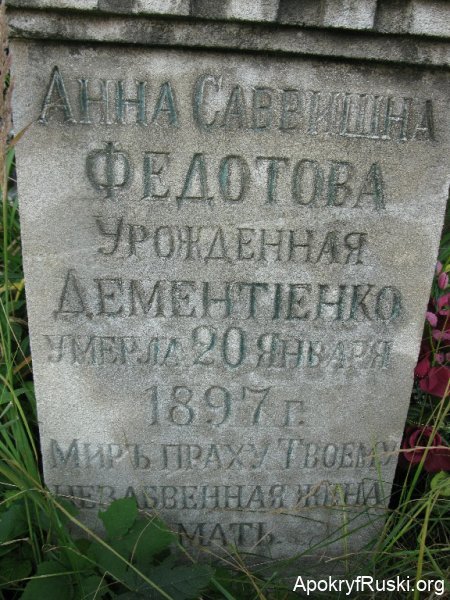 Анна Саввишна
Федотова
Урожденная
Дементіенко
умерла 20 Января
1897 г.
Миръ праху Твоему
незабвенная жена
мать
ApokryfRuski.org